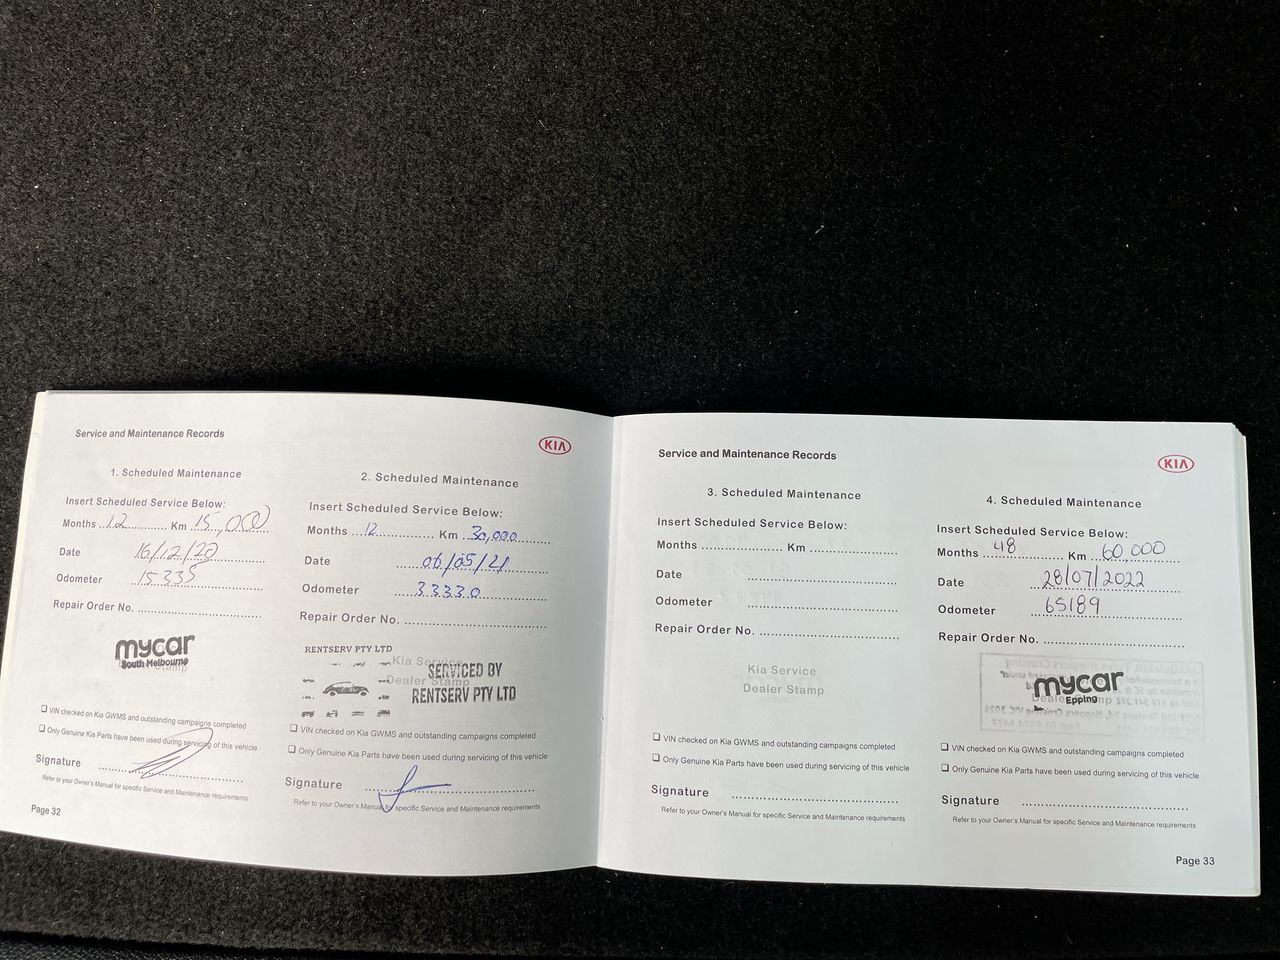 Service and Maintenance Records
KIA
1. Scheduled Maintenance
Insert Scheduled Service Below:
Months 12 Km 15,000
Date 16/12/20
Odometer 15335
Repair Order No.
mycar
South Melbourne
Stamp
VIN checked on Kia GWMS and outstanding campaigns completed
Only Genuine Kia Parts have been used during servicing of this vehicle
Signature
Refer to your Owner's Manual for specific Service and Maintenance requirements
Page 32
2. Scheduled Maintenance
Insert Scheduled Service Below:
Months 12 Km 30,000
Date 06/05/21
Odometer 33330
Repair Order No.
RENTSERV PTY LTD
Kia Service
Dealer Stamp
SERVICED BY
RENTSERV PTY LTD
VIN checked on Kia GWMS and outstanding campaigns completed
Only Genuine Kia Parts have been used during servicing of this vehicle
Signature
Refer to your Owner's Manual for specific Service and Maintenance requirements
Service and Maintenance Records
KIA
3. Scheduled Maintenance
Insert Scheduled Service Below:
Months Km
Date
Odometer
Repair Order No.
Kia Service
Dealer Stamp
VIN checked on Kia GWMS and outstanding campaigns completed
Only Genuine Kia Parts have been used during servicing of this vehicle
Signature
Refer to your Owner's Manual for specific Service and Maintenance requirements
4. Scheduled Maintenance
Insert Scheduled Service Below:
Months 48 Km 60,000
Date 28/07/2022
Odometer 65189
Repair Order No.
mycar
Epping
VIN checked on Kia GWMS and outstanding campaigns completed
Only Genuine Kia Parts have been used during servicing of this vehicle
Signature
Refer to your Owner's Manual for specific Service and Maintenance requirements
Page 33